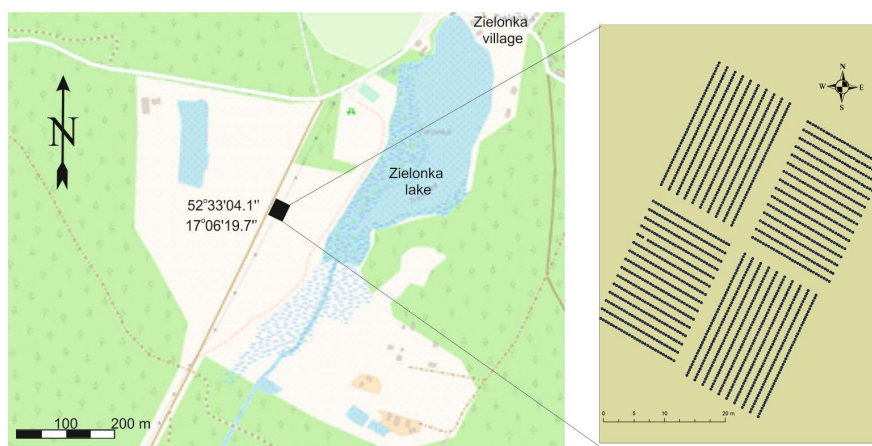 Zielonka
village
N
Zielonka
lake
52°33'04.1"
17°06'19.7"
100 200 m
N
W E
S
0 5 10 20 m